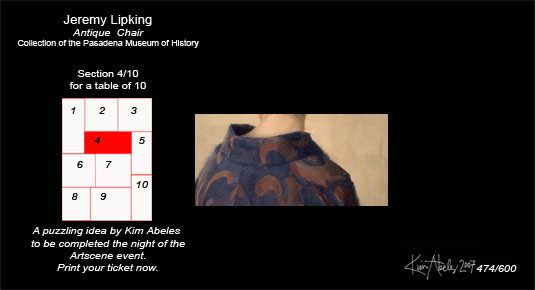 Jeremy Lipking
Antique Chair
Collection of the Pasadena Museum of History
Section 4/10
for a table of 10
1 2 3
4 5
6 7
10
8 9
A puzzling idea by Kim Abeles
to be completed the night of the
Artscene event.
Print your ticket now.
Kim Abeles 2007 474/600